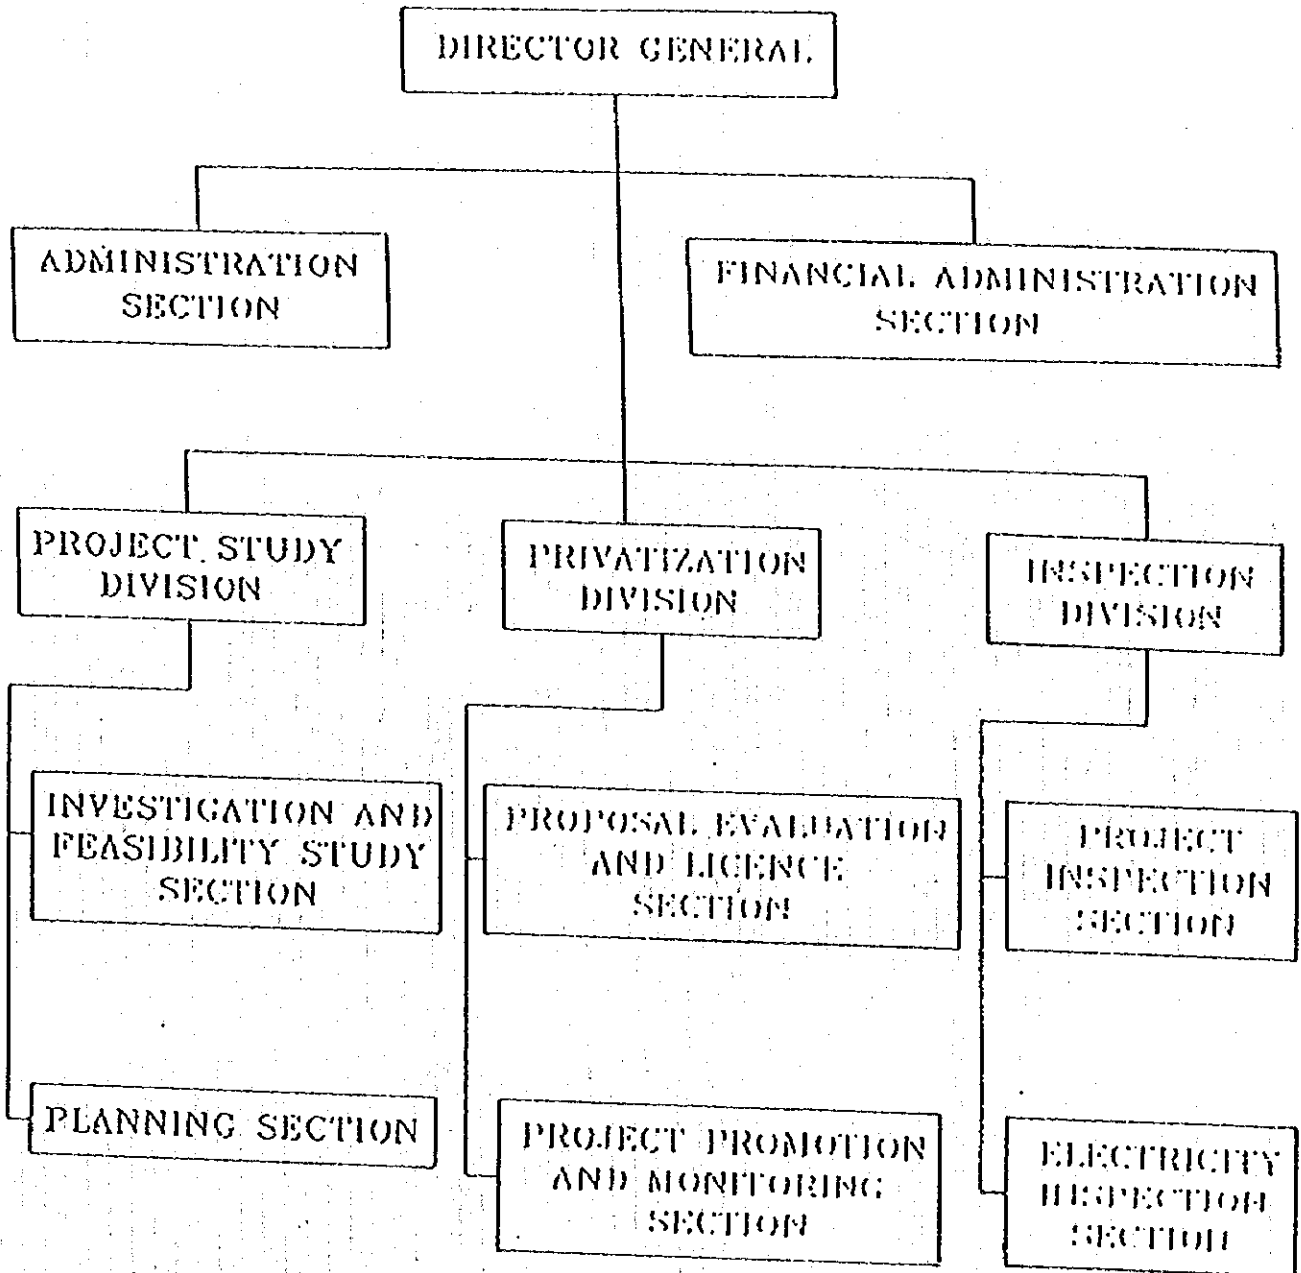 DIRECTOR GENERAL
ADMINISTRATION
SECTION
FINANCIAL ADMINISTRATION
SECTION
PROJECT STUDY
DIVISION
PRIVATIZATION
DIVISION
INSPECTION
DIVISION
INVESTIGATION AND
FEASIBILITY STUDY
SECTION
PROPOSAL EVALUATION
AND LICENCE
SECTION
PROJECT
INSPECTION
SECTION
PLANNING SECTION
PROJECT PROMOTION
AND MONITORING
SECTION
ELECTRICITY
INSPECTION
SECTION